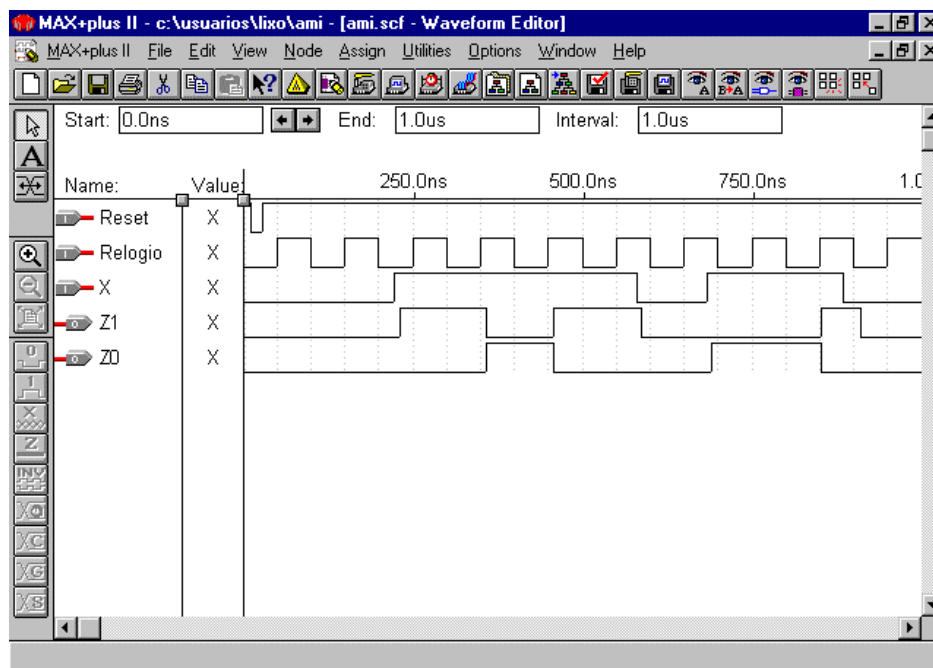 MAX+plus II - c:\usuarios\lixo\ami - [ami.scf - Waveform Editor]
MAX+plus II File Edit View Node Assign Utilities Options Window Help
Start: 0.0ns End: 1.0us Interval: 1.0us
Name: Value: 250.0ns 500.0ns 750.0ns
Reset X
Relogio X
X X
Z1 X
Z0 X